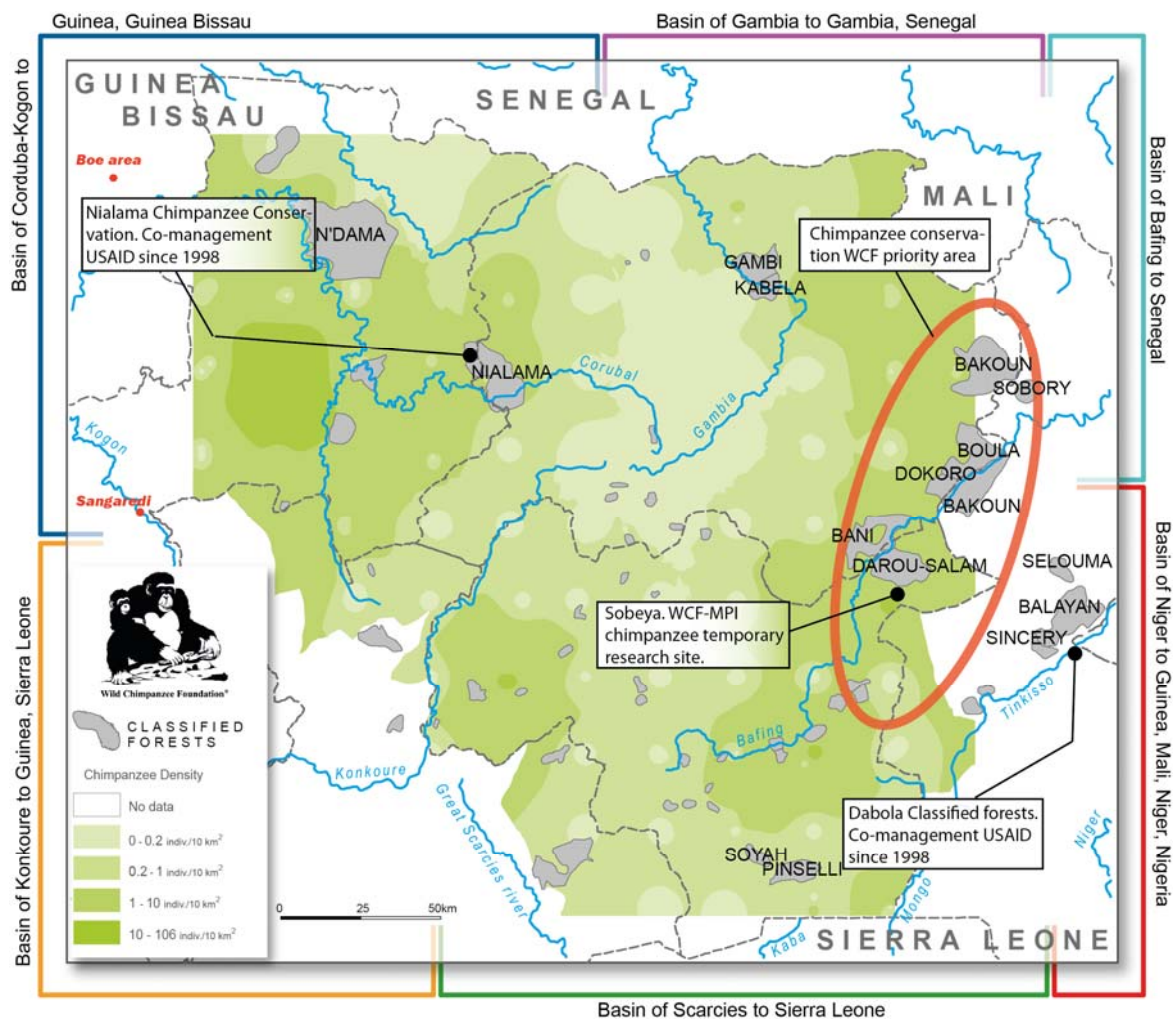 Guinea, Guinea Bissau
Basin of Gambia to Gambia, Senegal
Basin of Corduba-Kogon to
Basin of Bafing to Senegal
Basin of Konkoure to Guinea, Sierra Leone
Basin of Niger to Guinea, Mali, Niger, Nigeria
Basin of Scarcies to Sierra Leone
GUINEA
BISSAU
SENEGAL
MALI
SIERRA LEONE
Boe area
Nialama Chimpanzee Conser-
vation. Co-management
USAID since 1998
N'DAMA
Chimpanzee conserva-
tion WCF priority area
GAMBI
KABELA
NIALAMA
Corubal
Gambia
BAKOUN
SOBORY
BOULA
DOKORO
BAKOUN
Kogon
Sangaredi
BANI
DAROU-SALAM
SELOUMA
BALAYAN
SINCERY
Sobeya. WCF-MPI
chimpanzee temporary
research site.
Tinkisso
Bafing
Konkoure
Great Scarcies river
Dabola Classified forests.
Co-management USAID
since 1998
Niger
SOYAH
PINSELLI
Mongo
Kaba
Wild Chimpanzee Foundation®
CLASSIFIED
FORESTS
Chimpanzee Density
No data
0 - 0.2 indiv./10 km²
0.2 - 1 indiv./10 km²
1 - 10 indiv./10 km²
10 - 106 indiv./10 km²
0 25 50km